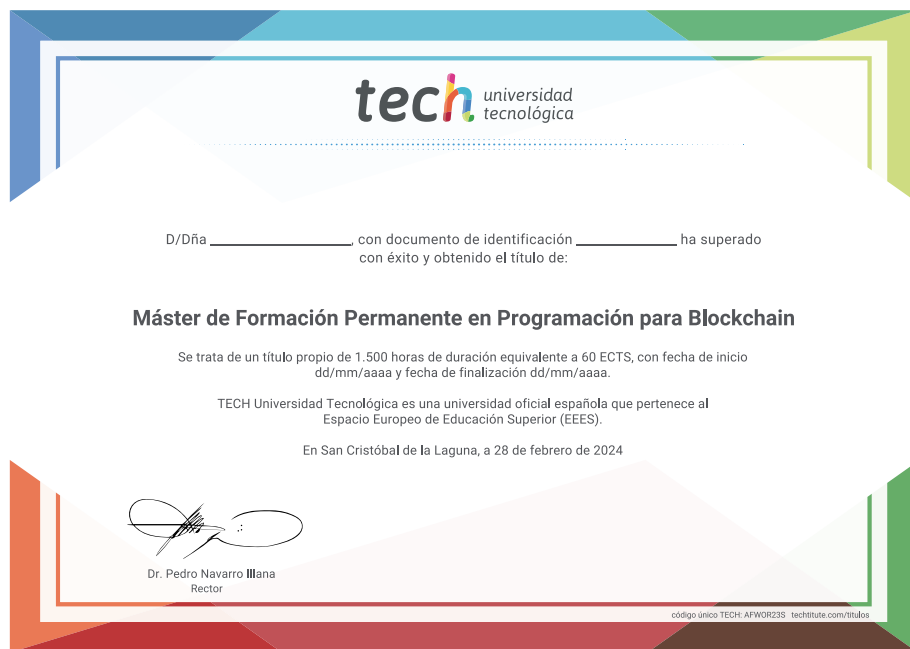 tech universidad
tecnológica
D/Dña ______________, con documento de identificación __________ ha superado
con éxito y obtenido el título de:
Máster de Formación Permanente en Programación para Blockchain
Se trata de un título propio de 1.500 horas de duración equivalente a 60 ECTS, con fecha de inicio
dd/mm/aaaa y fecha de finalización dd/mm/aaaa.
TECH Universidad Tecnológica es una universidad oficial española que pertenece al
Espacio Europeo de Educación Superior (EEES).
En San Cristóbal de la Laguna, a 28 de febrero de 2024
Dr. Pedro Navarro Illana
Rector
código único TECH: AFWOR23S techtitute.com/titulos